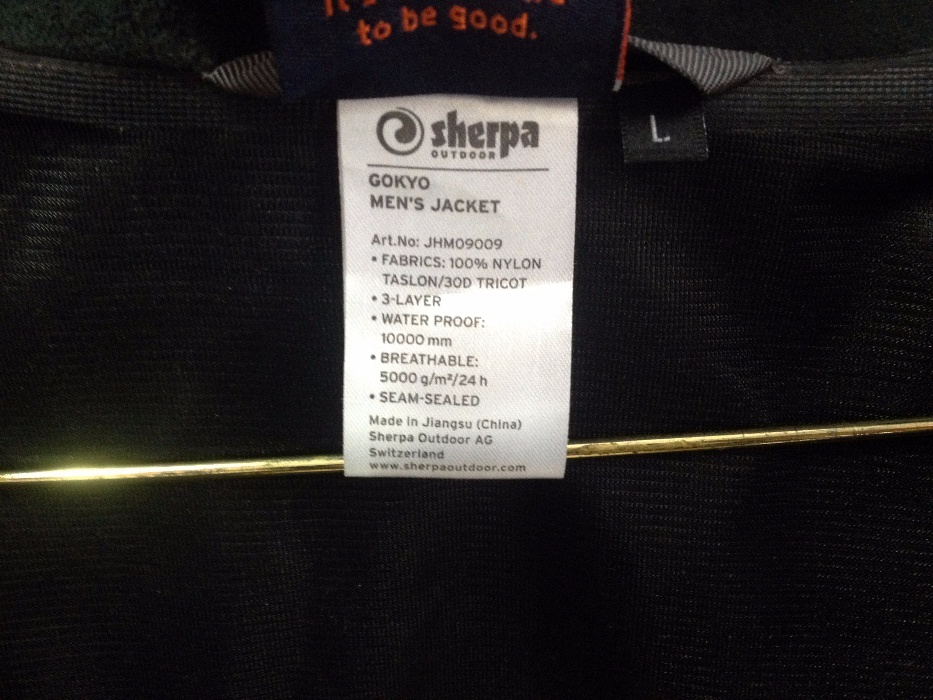 to be good.
sherpa
OUTDOOR
L
GOKYO
MEN'S JACKET
Art.No: JHM09009
• FABRICS: 100% NYLON
TASLON/30D TRICOT
• 3-LAYER
• WATER PROOF:
10000 mm
• BREATHABLE:
5000 g/m²/24 h
• SEAM-SEALED
Made in Jiangsu (China)
Sherpa Outdoor AG
Switzerland
www.sherpaoutdoor.com